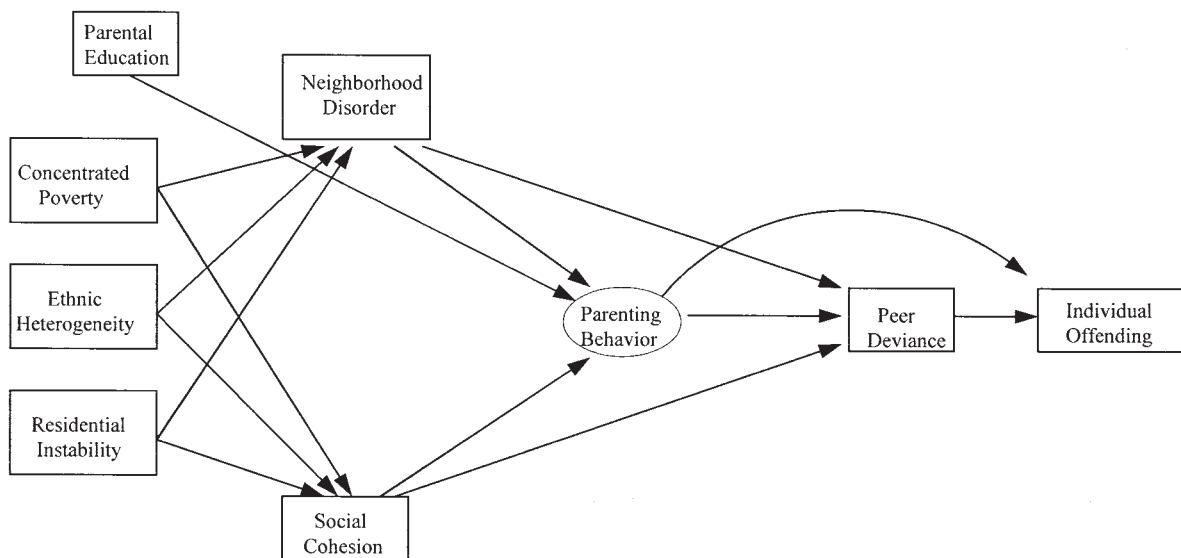 Parental
Education
Neighborhood
Disorder
Concentrated
Poverty
Ethnic
Heterogeneity
Residential
Instability
Social
Cohesion
Parenting
Behavior
Peer
Deviance
Individual
Offending